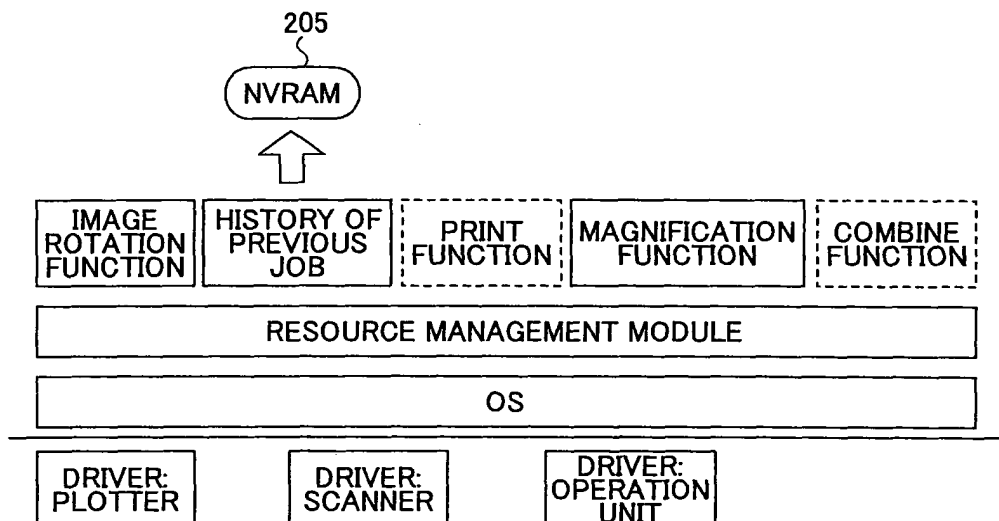 205
NVRAM
IMAGE
ROTATION
FUNCTION
HISTORY OF
PREVIOUS
JOB
PRINT
FUNCTION
MAGNIFICATION
FUNCTION
COMBINE
FUNCTION
RESOURCE MANAGEMENT MODULE
OS
DRIVER:
PLOTTER
DRIVER:
SCANNER
DRIVER:
OPERATION
UNIT